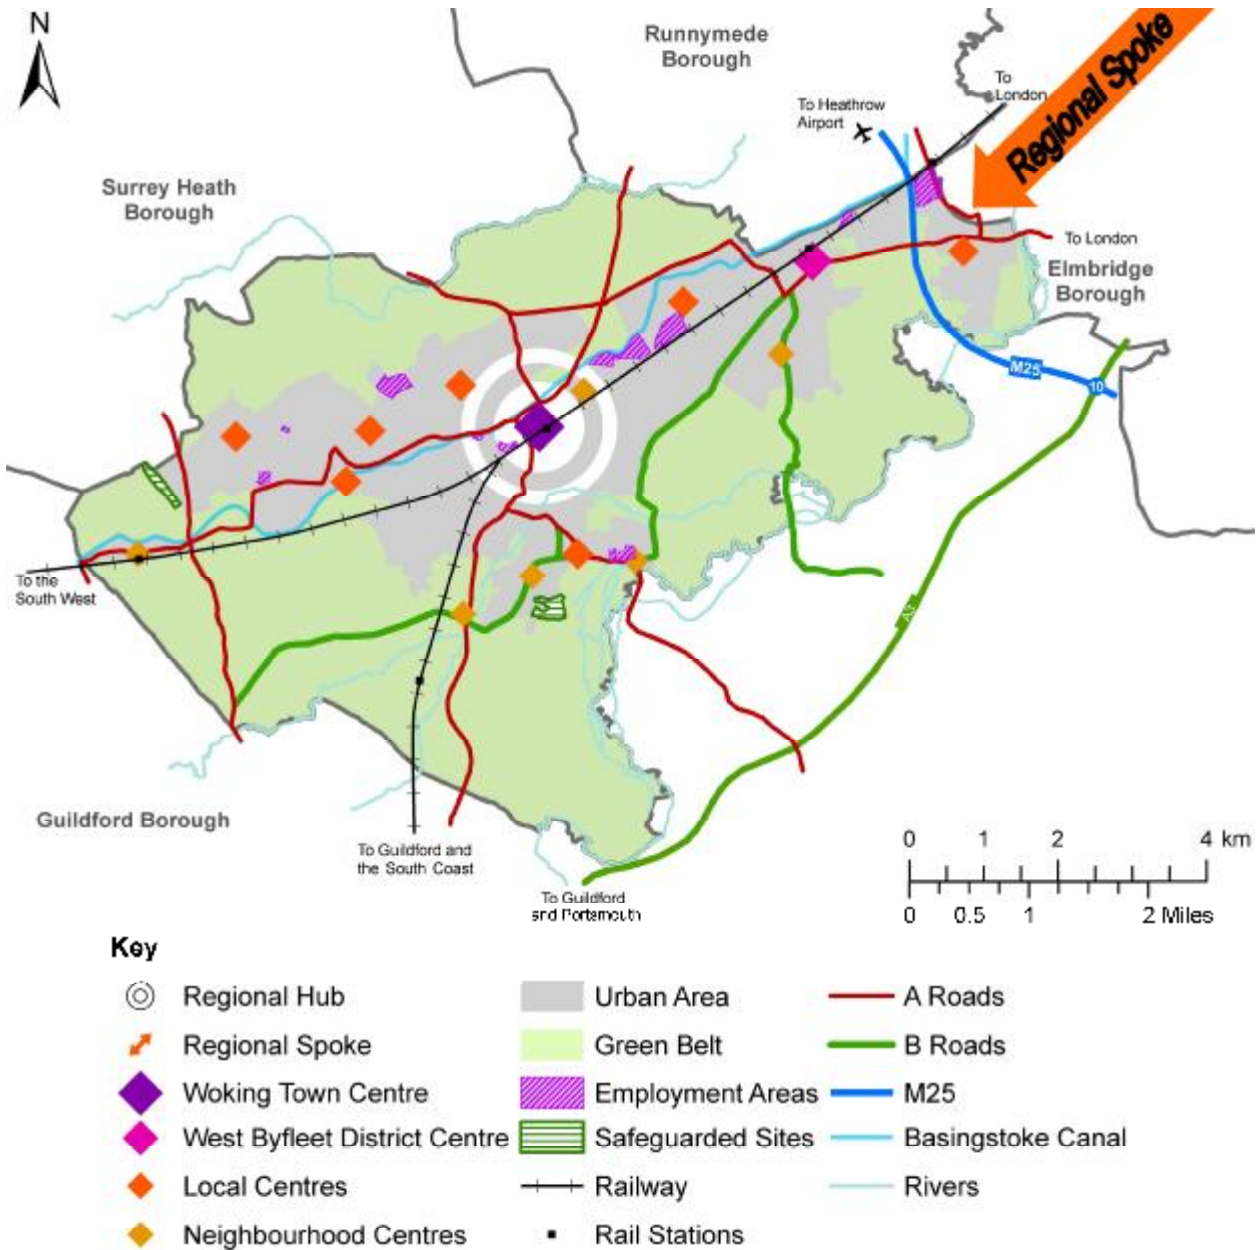 N
Runnymede
Borough
To
London
To Heathrow
Airport
Regional Spoke
Surrey Heath
Borough
To London
Elmbridge
Borough
M25
10
To the
South West
A3
Guildford Borough
To Guildford and
the South Coast
To Guildford
and Portsmouth
0 1 2 4 km
0 0.5 1 2 Miles
Key
Regional Hub
Urban Area
A Roads
Regional Spoke
Green Belt
B Roads
Woking Town Centre
Employment Areas
M25
West Byfleet District Centre
Safeguarded Sites
Basingstoke Canal
Local Centres
Railway
Rivers
Neighbourhood Centres
Rail Stations